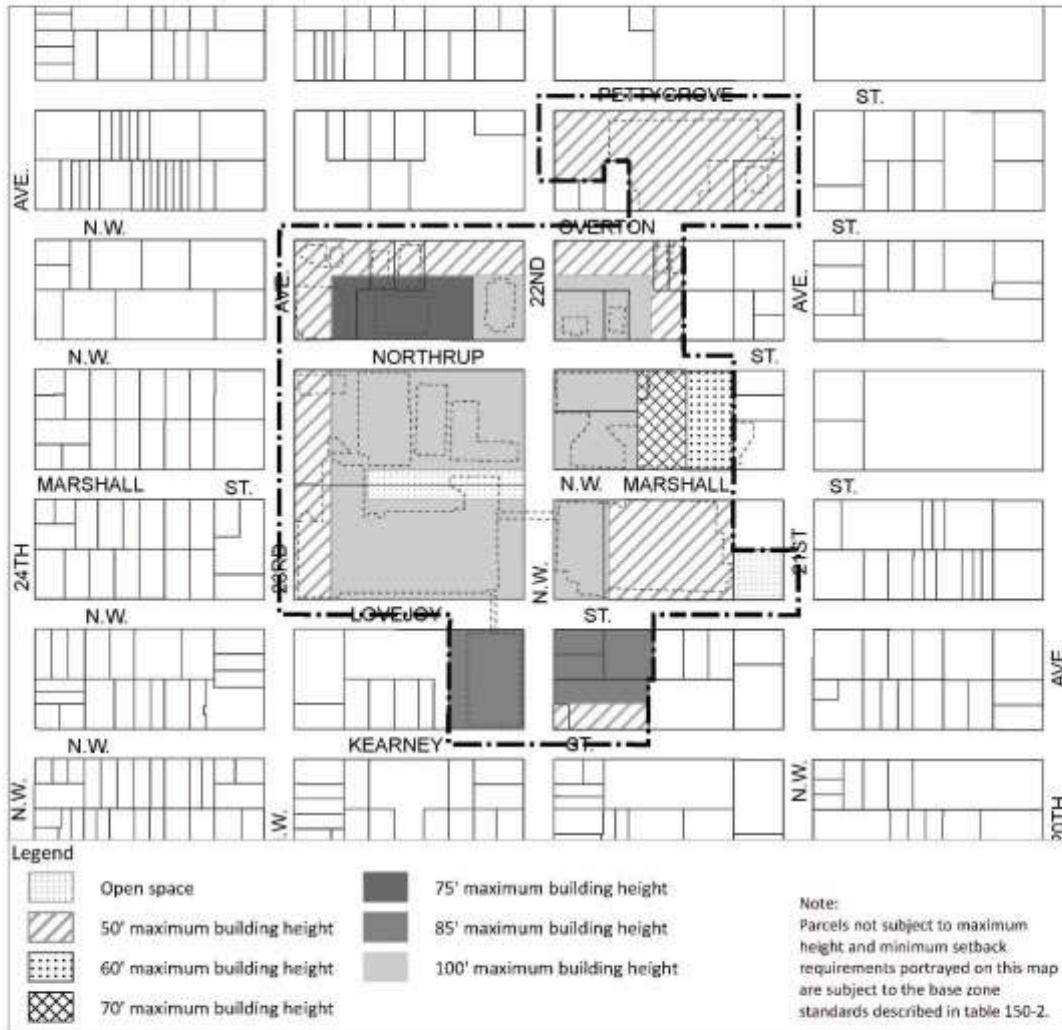 PETTYGROVE
ST.
AVE.
N.W.
OVERTON
ST.
AVE.
22ND
AVE.
N.W.
NORTHRUP
ST.
MARSHALL
ST.
N.W.
MARSHALL
ST.
24TH
23RD
N.W.
21ST
N.W.
LOVEJOY
ST.
AVE
N.W.
KEARNEY
ST.
N.W.
.W.
N.W.
20TH
Legend
Open space
50' maximum building height
60' maximum building height
70' maximum building height
75' maximum building height
85' maximum building height
100' maximum building height
Note:
Parcels not subject to maximum
height and minimum setback
requirements portrayed on this map
are subject to the base zone
standards described in table 150-2.